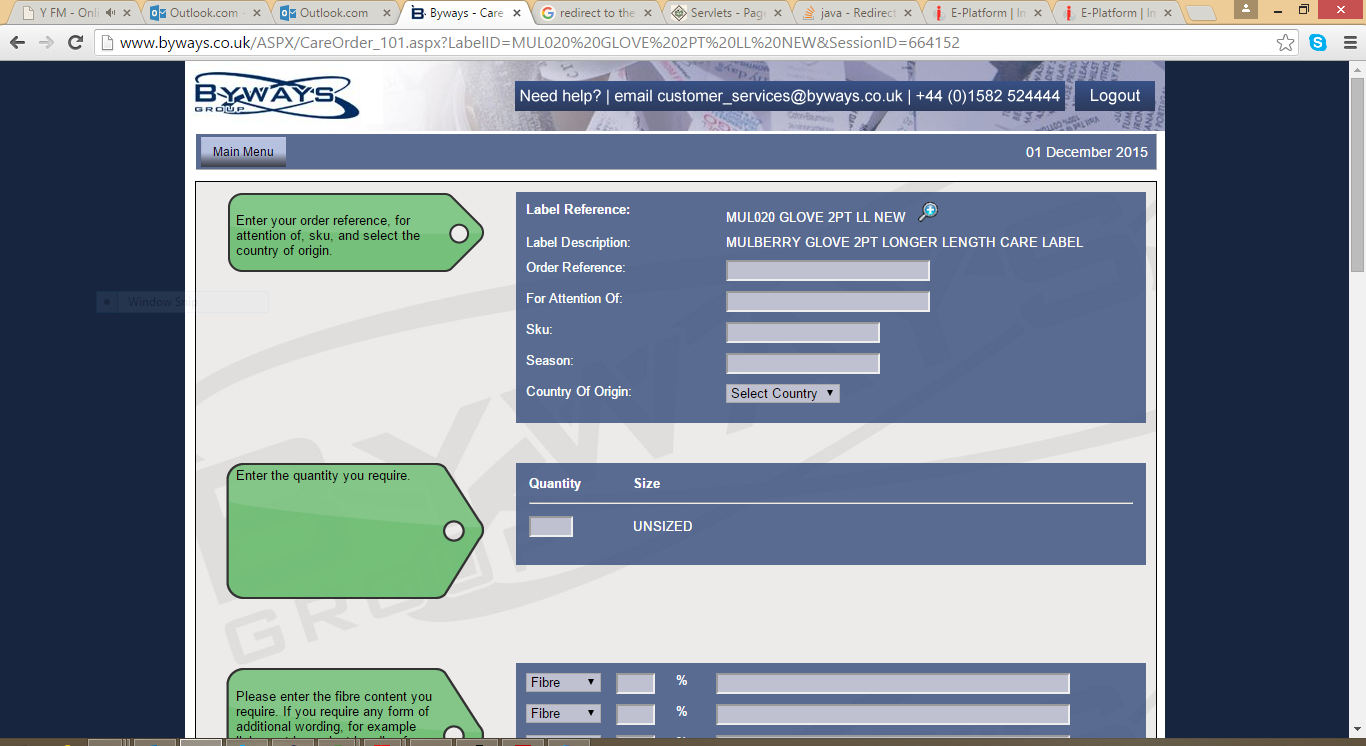 Y FM - Onli
Outlook.com -
Outlook.com
Byways - Care
redirect to the
Servlets - Page
java - Redirect
E-Platform | In
E-Platform | In
www.byways.co.uk/ASPX/CareOrder_101.aspx?LabelID=MUL020%20GLOVE%202PT%20LL%20NEW&SessionID=664152
BYWAYS
GROUP
Need help? | email customer_services@byways.co.uk | +44 (0)1582 524444
Logout
Main Menu
01 December 2015
Enter your order reference, for
attention of, sku, and select the
country of origin.
Label Reference:
MUL020 GLOVE 2PT LL NEW
Label Description:
MULBERRY GLOVE 2PT LONGER LENGTH CARE LABEL
Order Reference:
For Attention Of:
Sku:
Season:
Country Of Origin:
Select Country
Window Snip
BYWAYS
GROUP
Enter the quantity you require.
Quantity
Size
UNSIZED
Please enter the fibre content you
require. If you require any form of
additional wording, for example
Fibre
%
Fibre
%